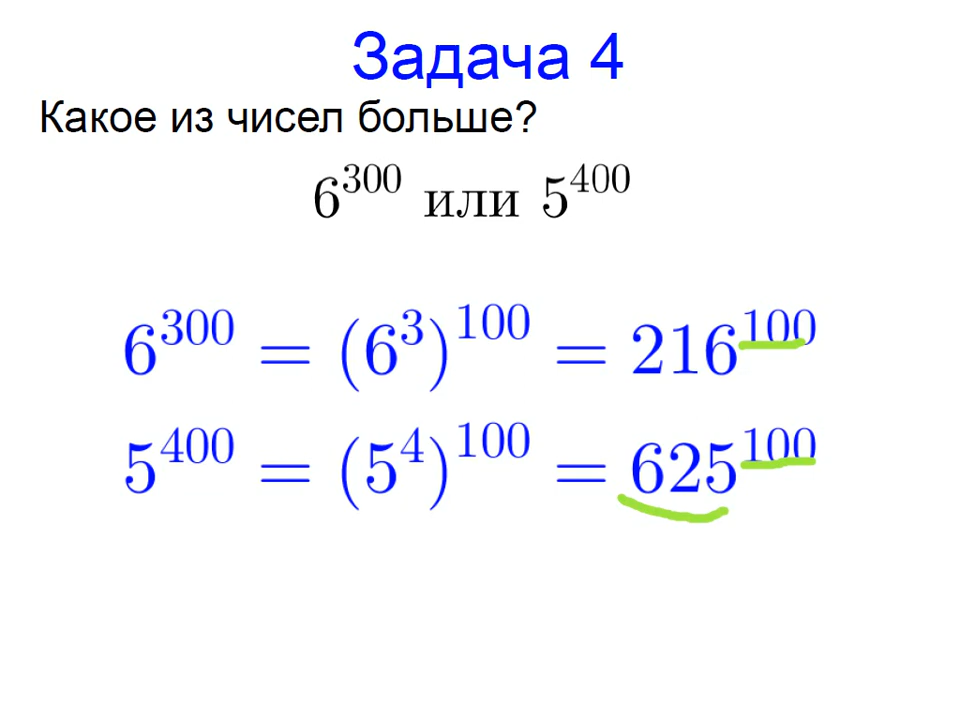 Задача 4
Какое из чисел больше?
6^300 или 5^400
6^300 = (6^3)^100 = 216^100
5^400 = (5^4)^100 = 625^100